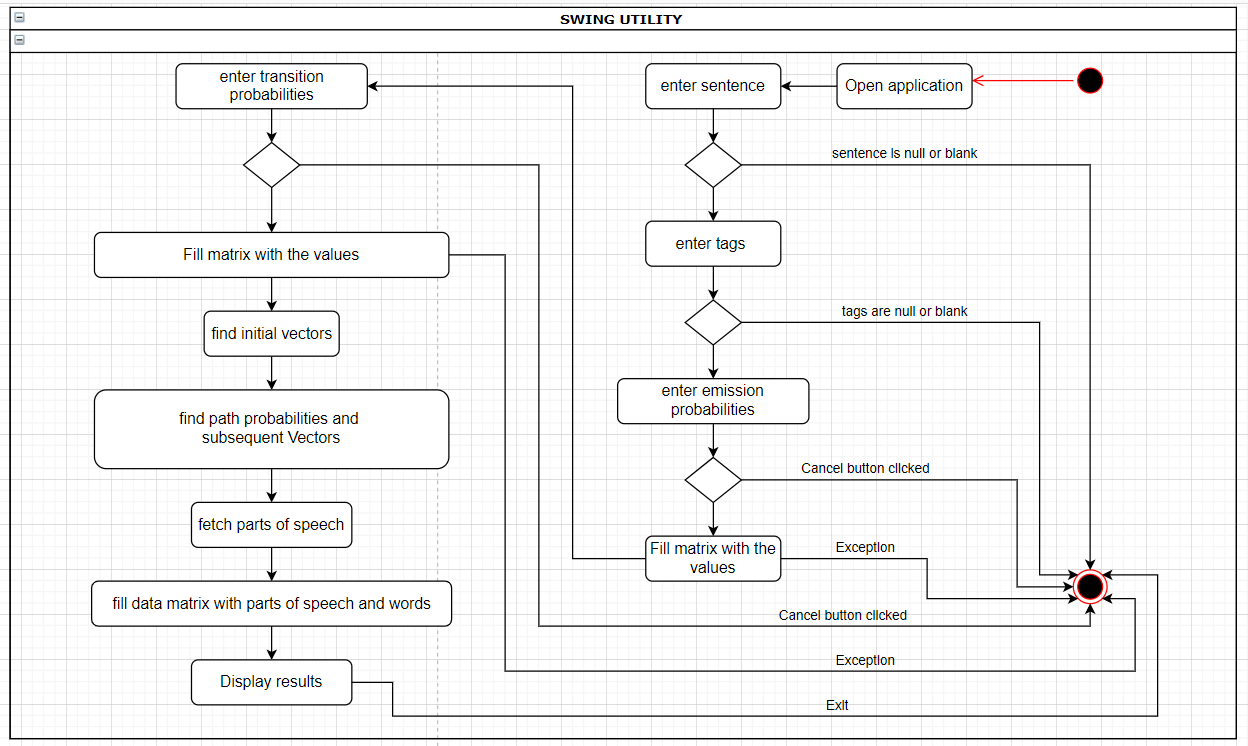 SWING UTILITY
enter transition
probabilities
enter sentence
Open application
sentence is null or blank
Fill matrix with the values
enter tags
find initial vectors
tags are null or blank
enter emission
probabilities
find path probabilities and
subsequent Vectors
Cancel button clicked
fetch parts of speech
Fill matrix with the
values
Exception
fill data matrix with parts of speech and words
Cancel button clicked
Exception
Display results
Exit